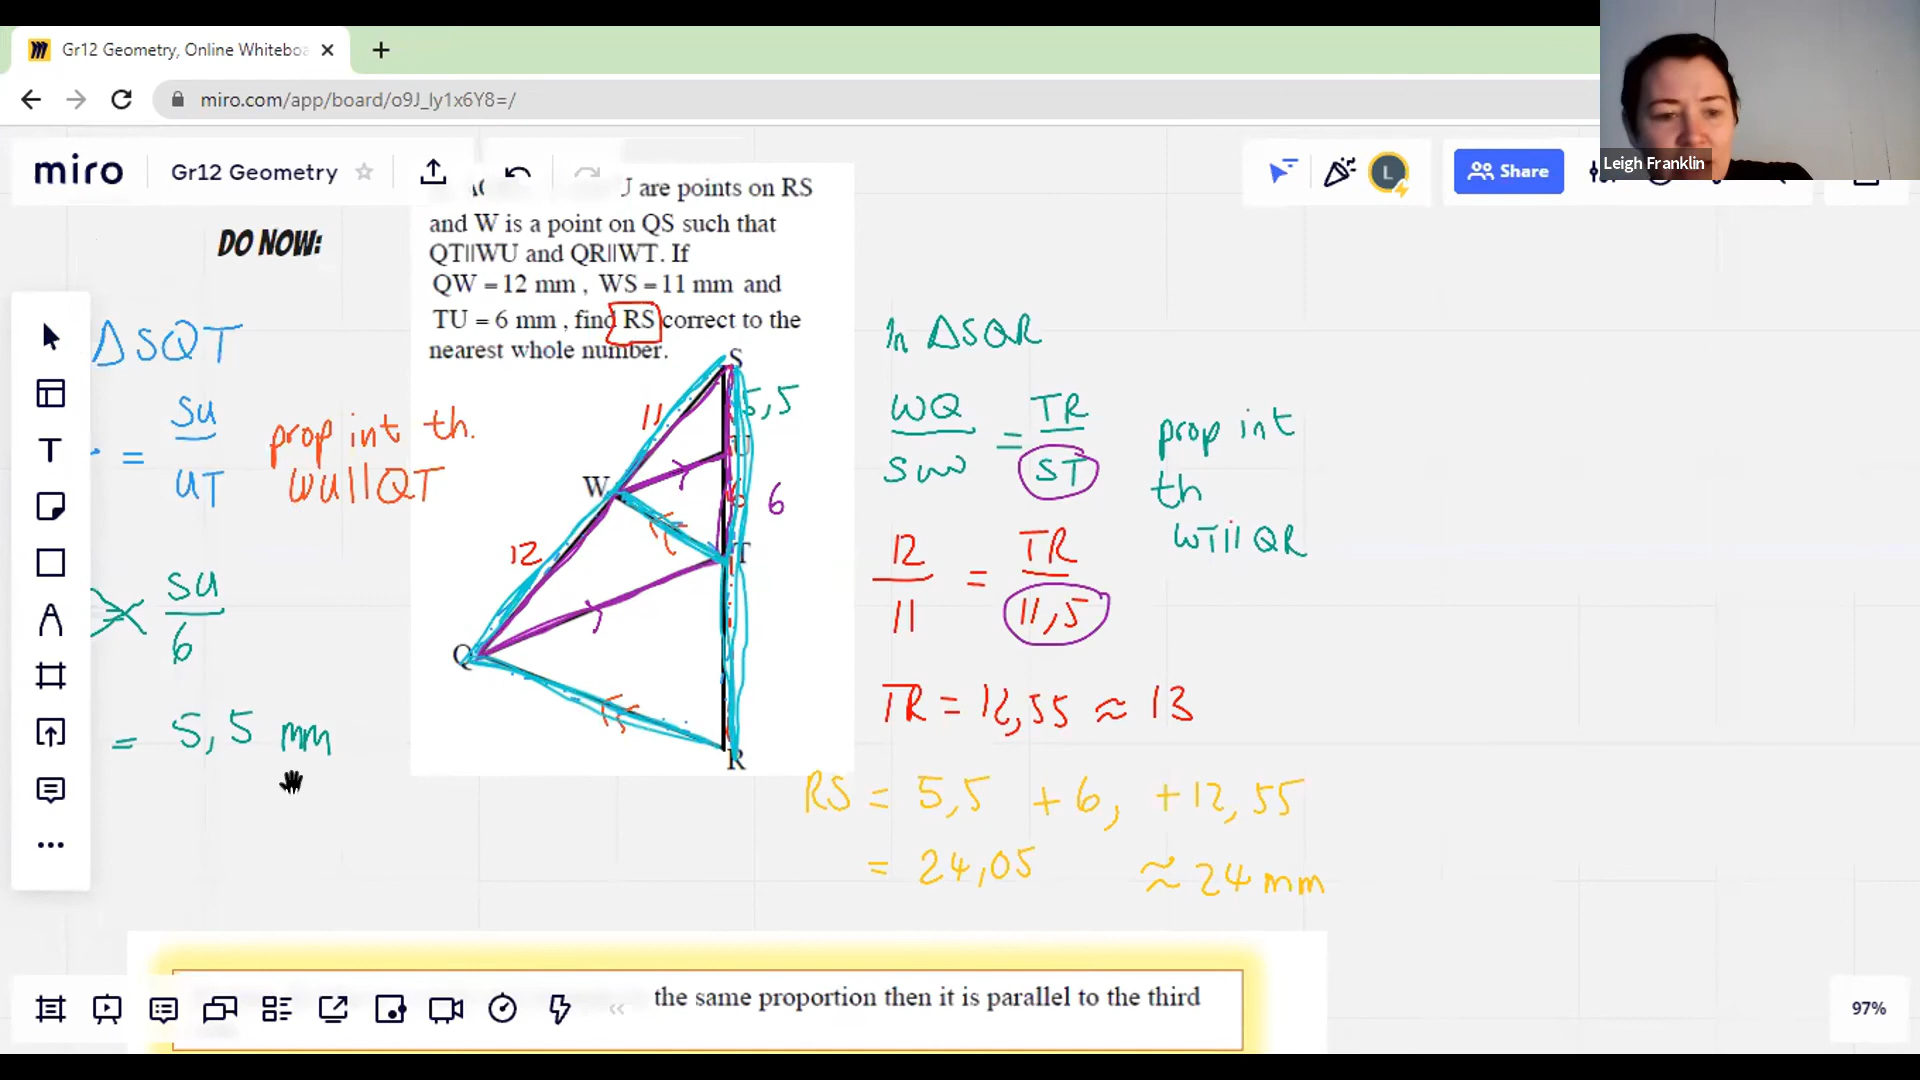 Gr12 Geometry, Online Whitebo
miro.com/app/board/o9J_ly1x6Y8=/
Leigh Franklin
miro
Gr12 Geometry
L
Share
DO NOW:
U are points on RS
and W is a point on QS such that
QT||WU and QR||WT. If
QW = 12 mm , WS = 11 mm and
TU = 6 mm , find RS correct to the
nearest whole number.
ΔSQT
= SU
UT
prop int th.
WU||QT
SU
6
= 5,5 mm
S
5,5
11
U
W
6
6
12
T
Q
R
In ΔSQR
WQ = TR
SW ST
prop int
th
WT||QR
12 = TR
11 11,5
TR = 12,55 ≈ 13
RS = 5,5 + 6, + 12,55
= 24,05 ≈ 24 mm
the same proportion then it is parallel to the third
97%